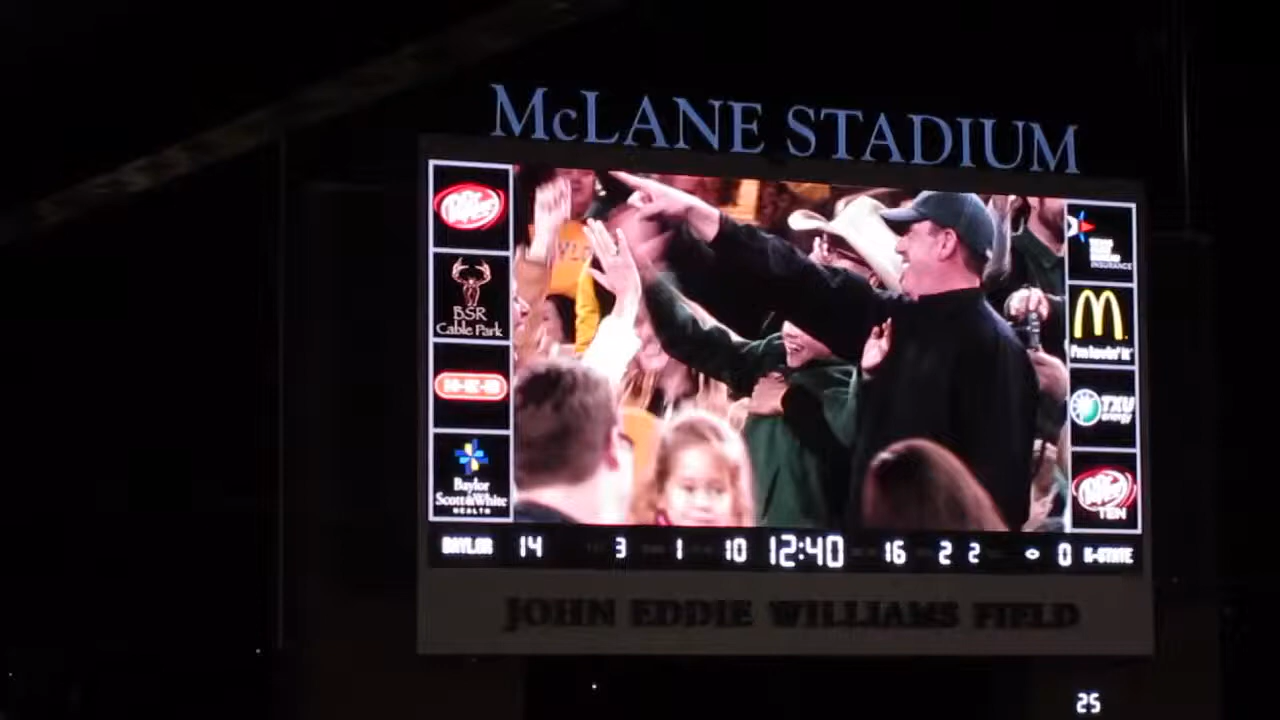 McLANE STADIUM
Dr Pepper
BSR
Cable Park
H-E-B
Baylor
Scott & White
HEALTH
INSURANCE
i'm lovin' it
TXU
energy
Dr Pepper
TEN
BAYLOR 14 3 1 10 12:40 16 2 2 0 K-STATE
JOHN EDDIE WILLIAMS FIELD
25